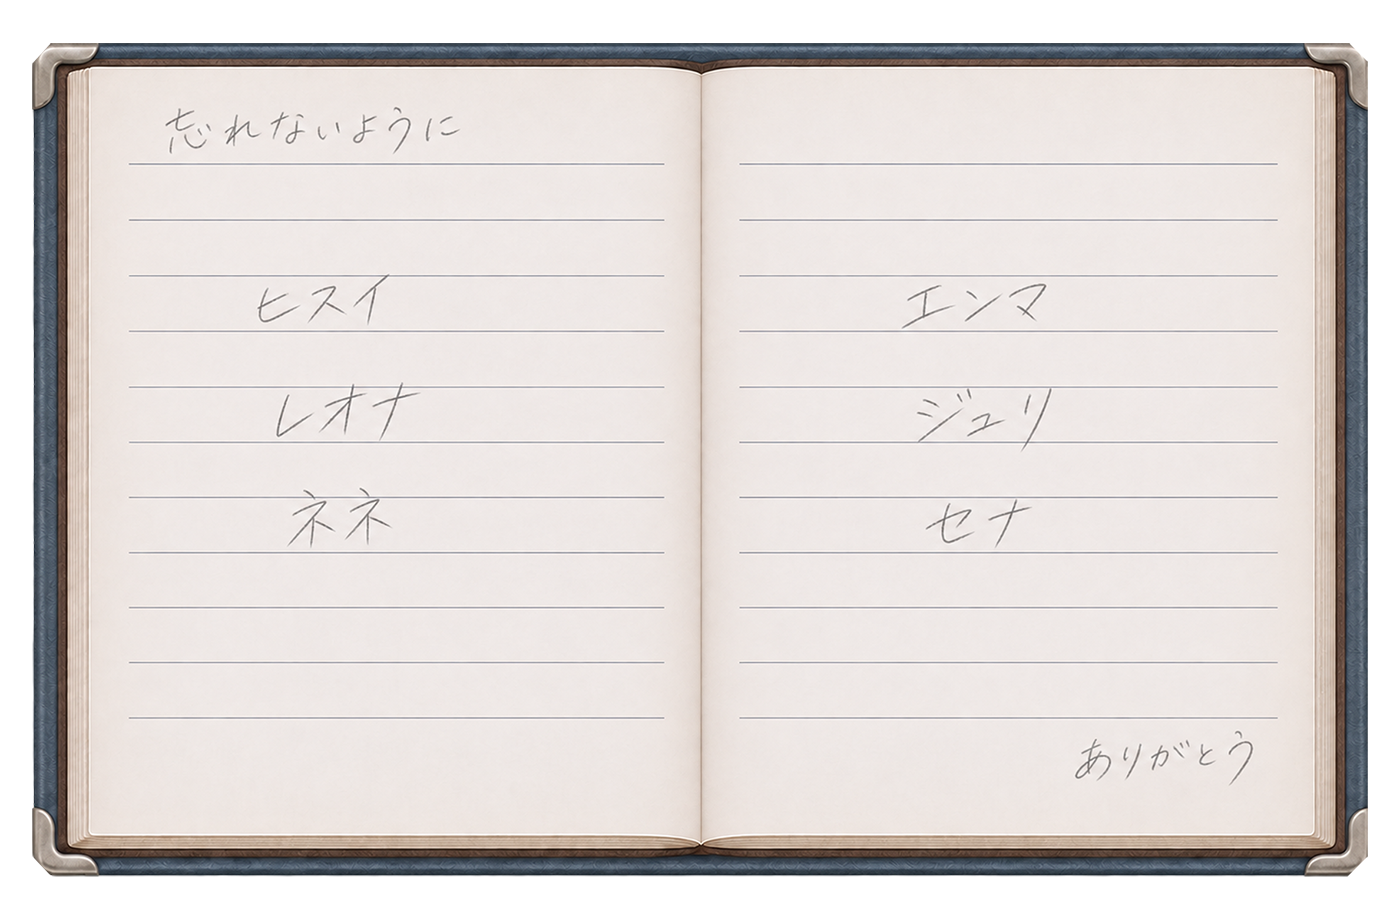 忘れないように
ヒスイ
レオナ
ネネ
エンマ
ジュリ
セナ
ありがとう